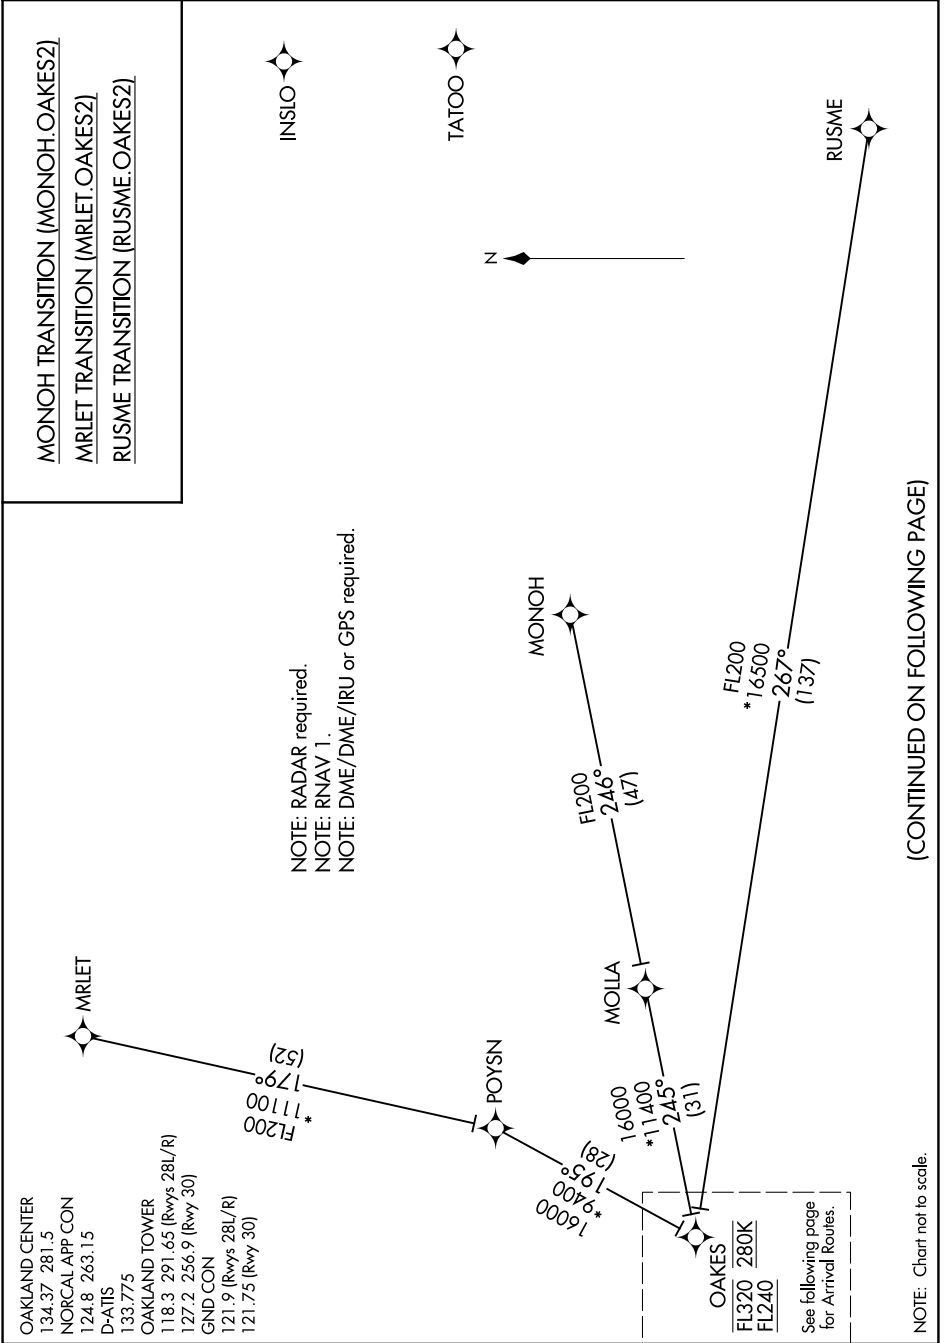 OAKLAND CENTER
134.37 281.5
NORCAL APP CON
124.8 263.15
D-ATIS
133.775
OAKLAND TOWER
118.3 291.65 (Rwys 28L/R)
127.2 256.9 (Rwy 30)
GND CON
121.9 (Rwys 28L/R)
121.75 (Rwy 30)
MONOH TRANSITION (MONOH.OAKES2)
MRLET TRANSITION (MRLET.OAKES2)
RUSME TRANSITION (RUSME.OAKES2)
MRLET
INSLO
TATOO
N
NOTE: RADAR required.
NOTE: RNAV 1.
NOTE: DME/DME/IRU or GPS required.
FL200
*11100
179°
(52)
POYSN
16000
*9400
195°
(28)
MONOH
FL200
246°
(47)
MOLLA
16000
*11400
245°
(31)
RUSME
FL200
*16500
267°
(137)
OAKES
FL320 280K
FL240
See following page
for Arrival Routes.
(CONTINUED ON FOLLOWING PAGE)
NOTE: Chart not to scale.